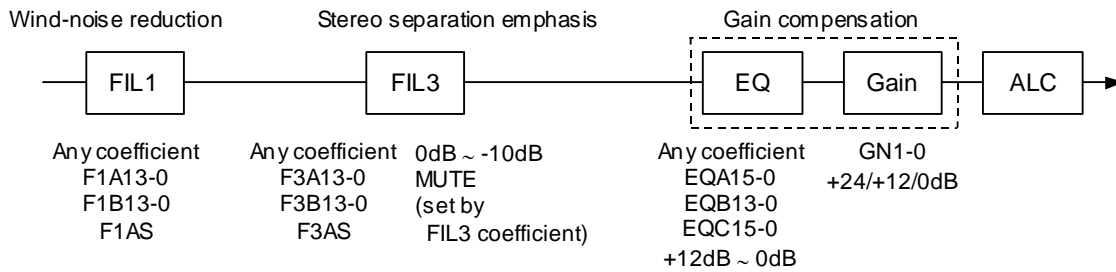 Wind-noise reduction
Stereo separation emphasis
Gain compensation
FIL1
FIL3
EQ
Gain
ALC
Any coefficient
F1A13-0
F1B13-0
F1AS
Any coefficient
F3A13-0
F3B13-0
F3AS
0dB ~ -10dB
MUTE
(set by
FIL3 coefficient)
Any coefficient
EQA15-0
EQB13-0
EQC15-0
+12dB ~ 0dB
GN1-0
+24/+12/0dB